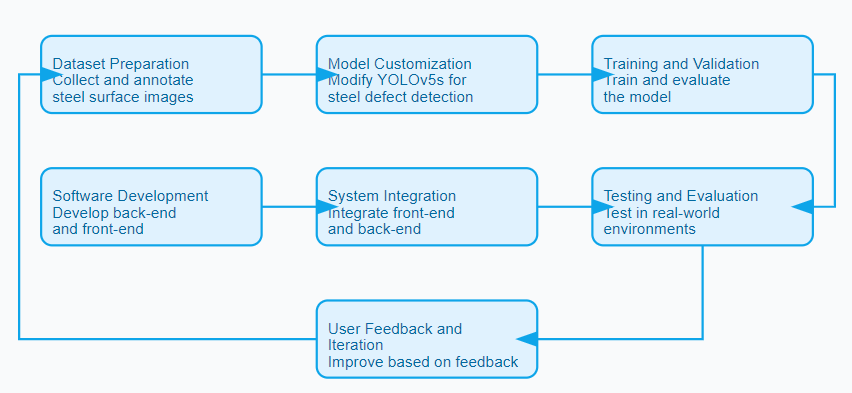 Dataset Preparation
Collect and annotate
steel surface images
Model Customization
Modify YOLOv5s for
steel defect detection
Training and Validation
Train and evaluate
the model
Software Development
Develop back-end
and front-end
System Integration
Integrate front-end
and back-end
Testing and Evaluation
Test in real-world
environments
User Feedback and
Iteration
Improve based on feedback